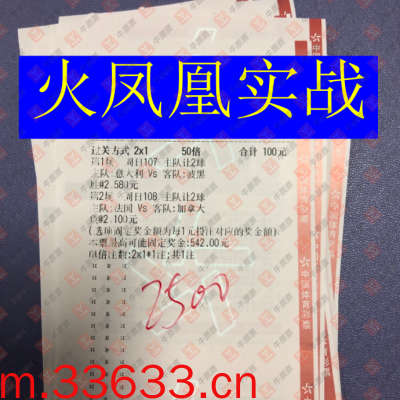 火凤凰实战
过关方式 2x1 50倍 合计 100元
第1场 周日107 主队让2球
主队:意大利 Vs 客队:波黑
胜#2.580元
第2场 周日108 主队让2球
主队:法国 Vs 客队:加拿大
负#2.100元
(选项固定奖金额为每1元投注对应的奖金额)
本票最高可能固定奖金:542.00元
单倍注数:2x1*1注;共1注
2500
m.33633.cn